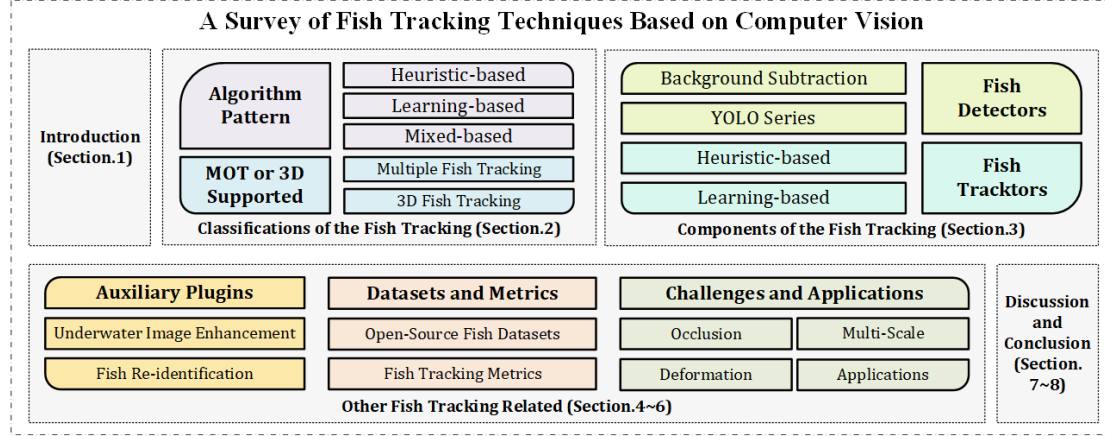 A Survey of Fish Tracking Techniques Based on Computer Vision
Introduction
(Section.1)
Algorithm
Pattern
Heuristic-based
Learning-based
Mixed-based
MOT or 3D
Supported
Multiple Fish Tracking
3D Fish Tracking
Classifications of the Fish Tracking (Section.2)
Background Subtraction
YOLO Series
Fish
Detectors
Heuristic-based
Learning-based
Fish
Tracktors
Components of the Fish Tracking (Section.3)
Auxiliary Plugins
Underwater Image Enhancement
Fish Re-identification
Datasets and Metrics
Open-Source Fish Datasets
Fish Tracking Metrics
Challenges and Applications
Occlusion
Multi-Scale
Deformation
Applications
Other Fish Tracking Related (Section.4~6)
Discussion
and
Conclusion
(Section.
7~8)